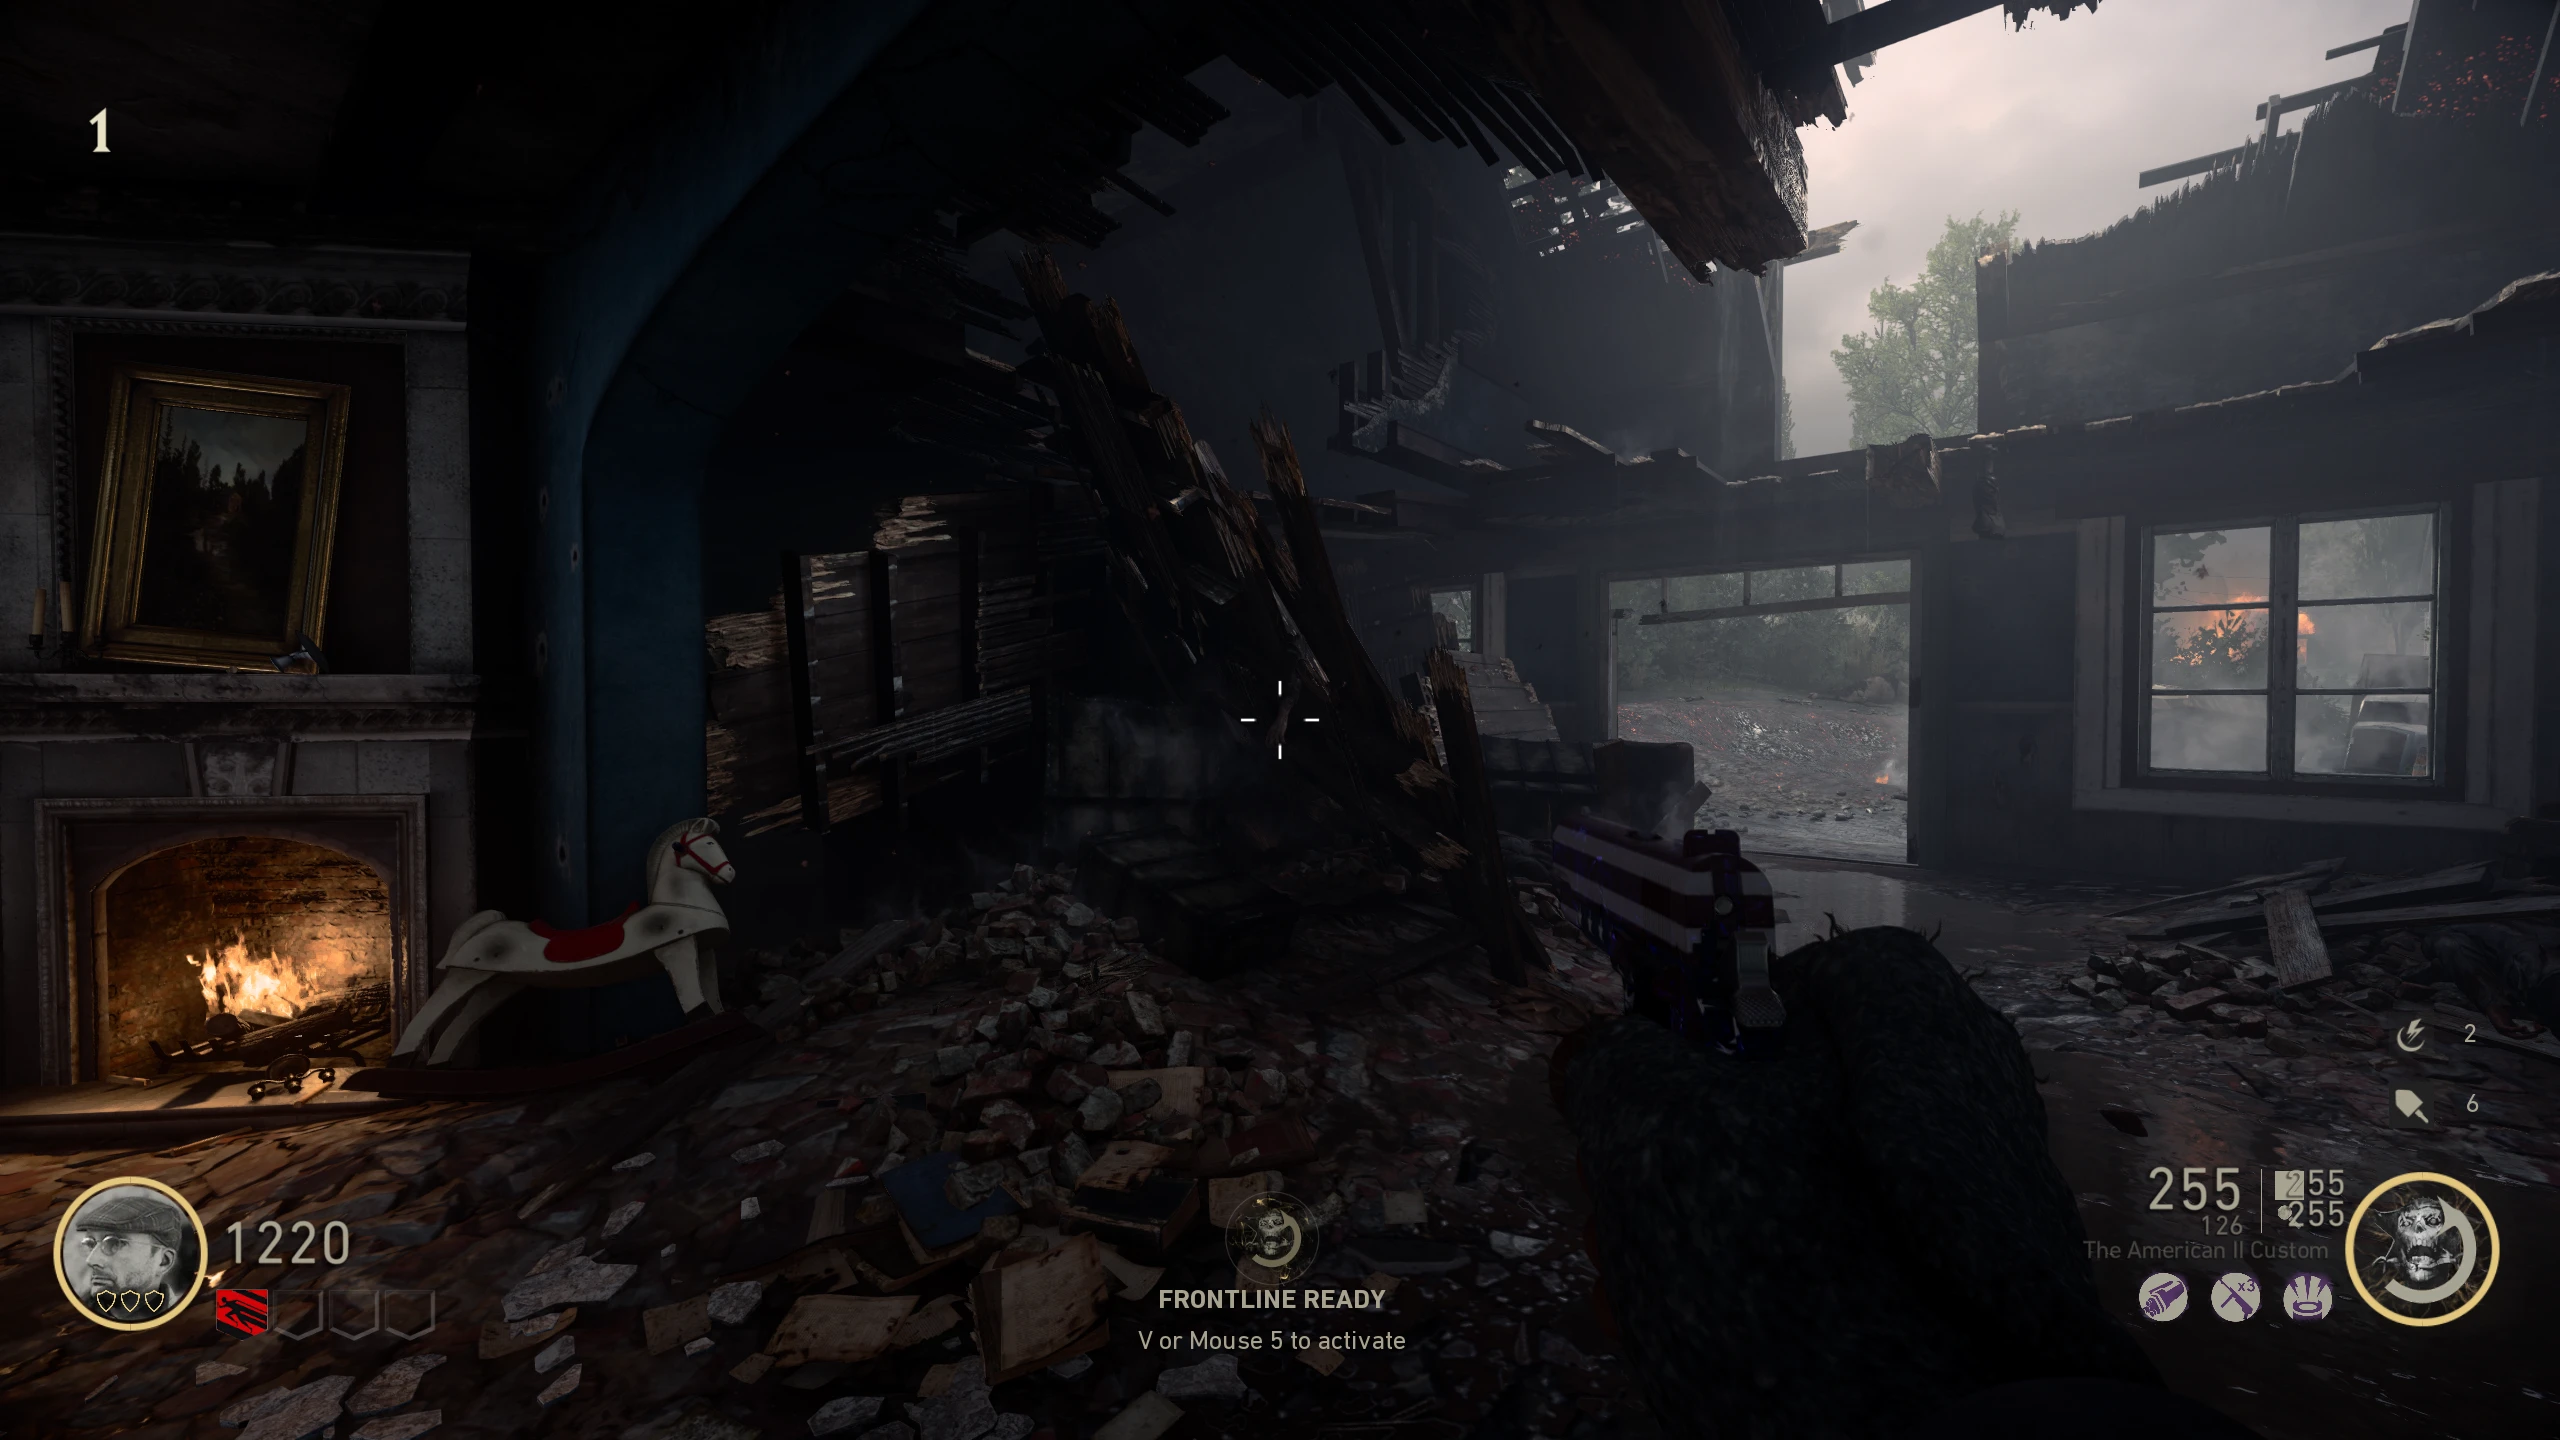 1
2
6
255
255
126
255
The American II Custom
x3
1220
FRONTLINE READY
V or Mouse 5 to activate